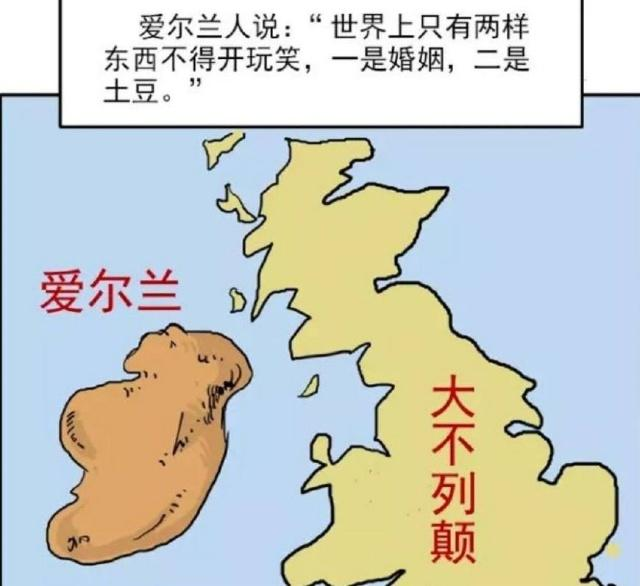 爱尔兰人说：“世界上只有两样
东西不得开玩笑，一是婚姻，二是
土豆。”
爱尔兰
大不列颠